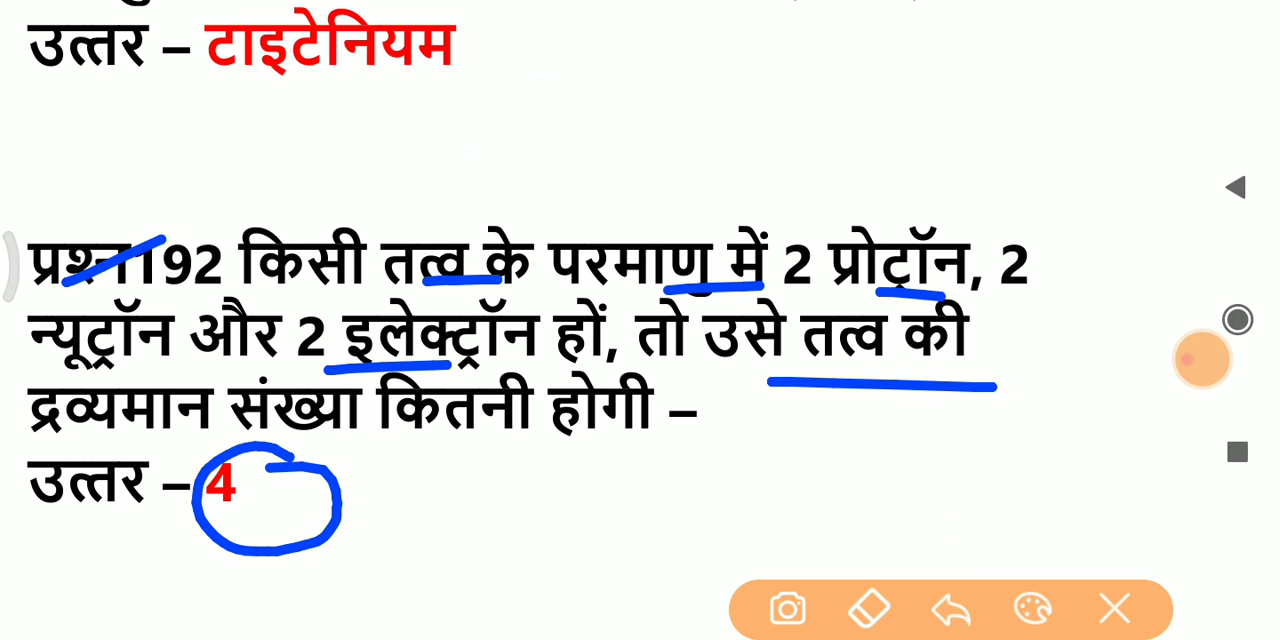 उत्तर – टाइटेनियम
प्रश्न192 किसी तत्व के परमाणु में 2 प्रोट्रॉन, 2
न्यूट्रॉन और 2 इलेक्ट्रॉन हों, तो उसे तत्व की
द्रव्यमान संख्या कितनी होगी –
उत्तर – 4